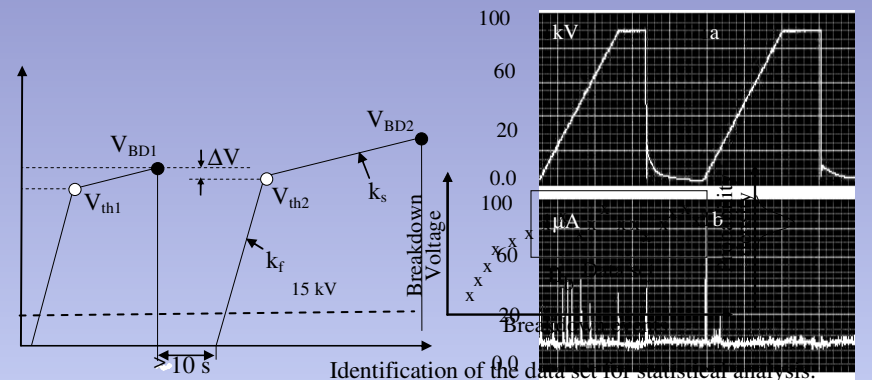 100
kV
a
60
20
0.0
V_BD1
V_BD2
ΔV
V_th1
V_th2
k_s
k_f
15 kV
> 10 s
Breakdown
Voltage
100
µA
b
60
20
0.0
x
x
x
x
x
x
Identification of the data set for statistical analysis.